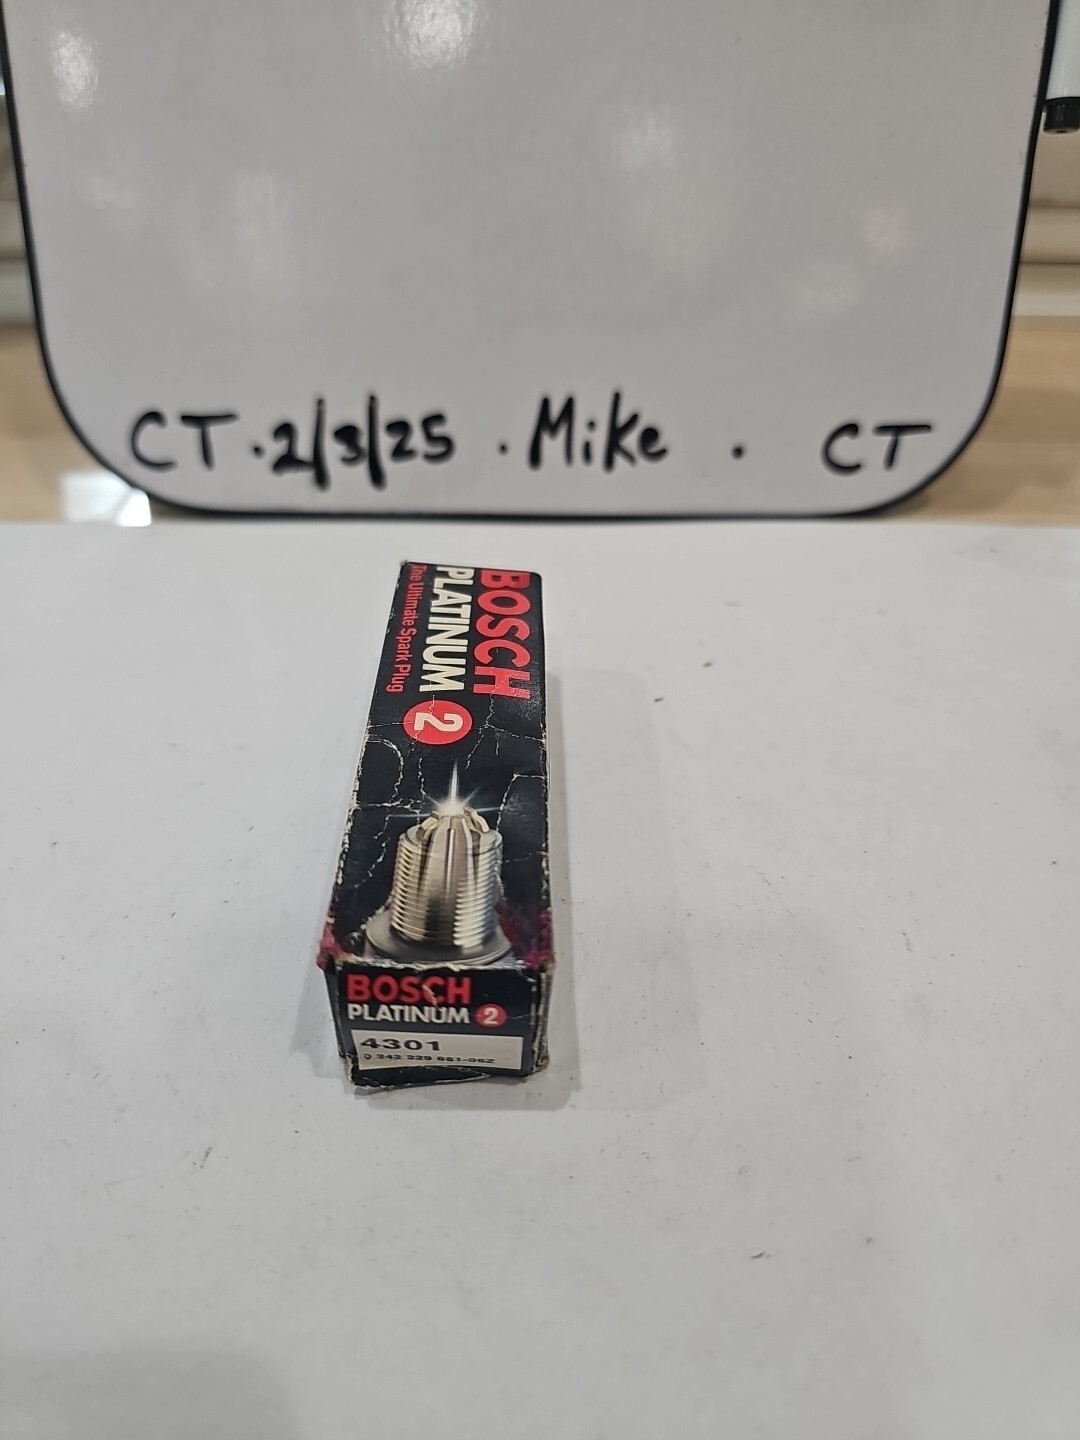 CT . 2/3/25 . Mike . CT
BOSCH
PLATINUM 2
The Ultimate Spark Plug
BOSCH
PLATINUM 2
4301